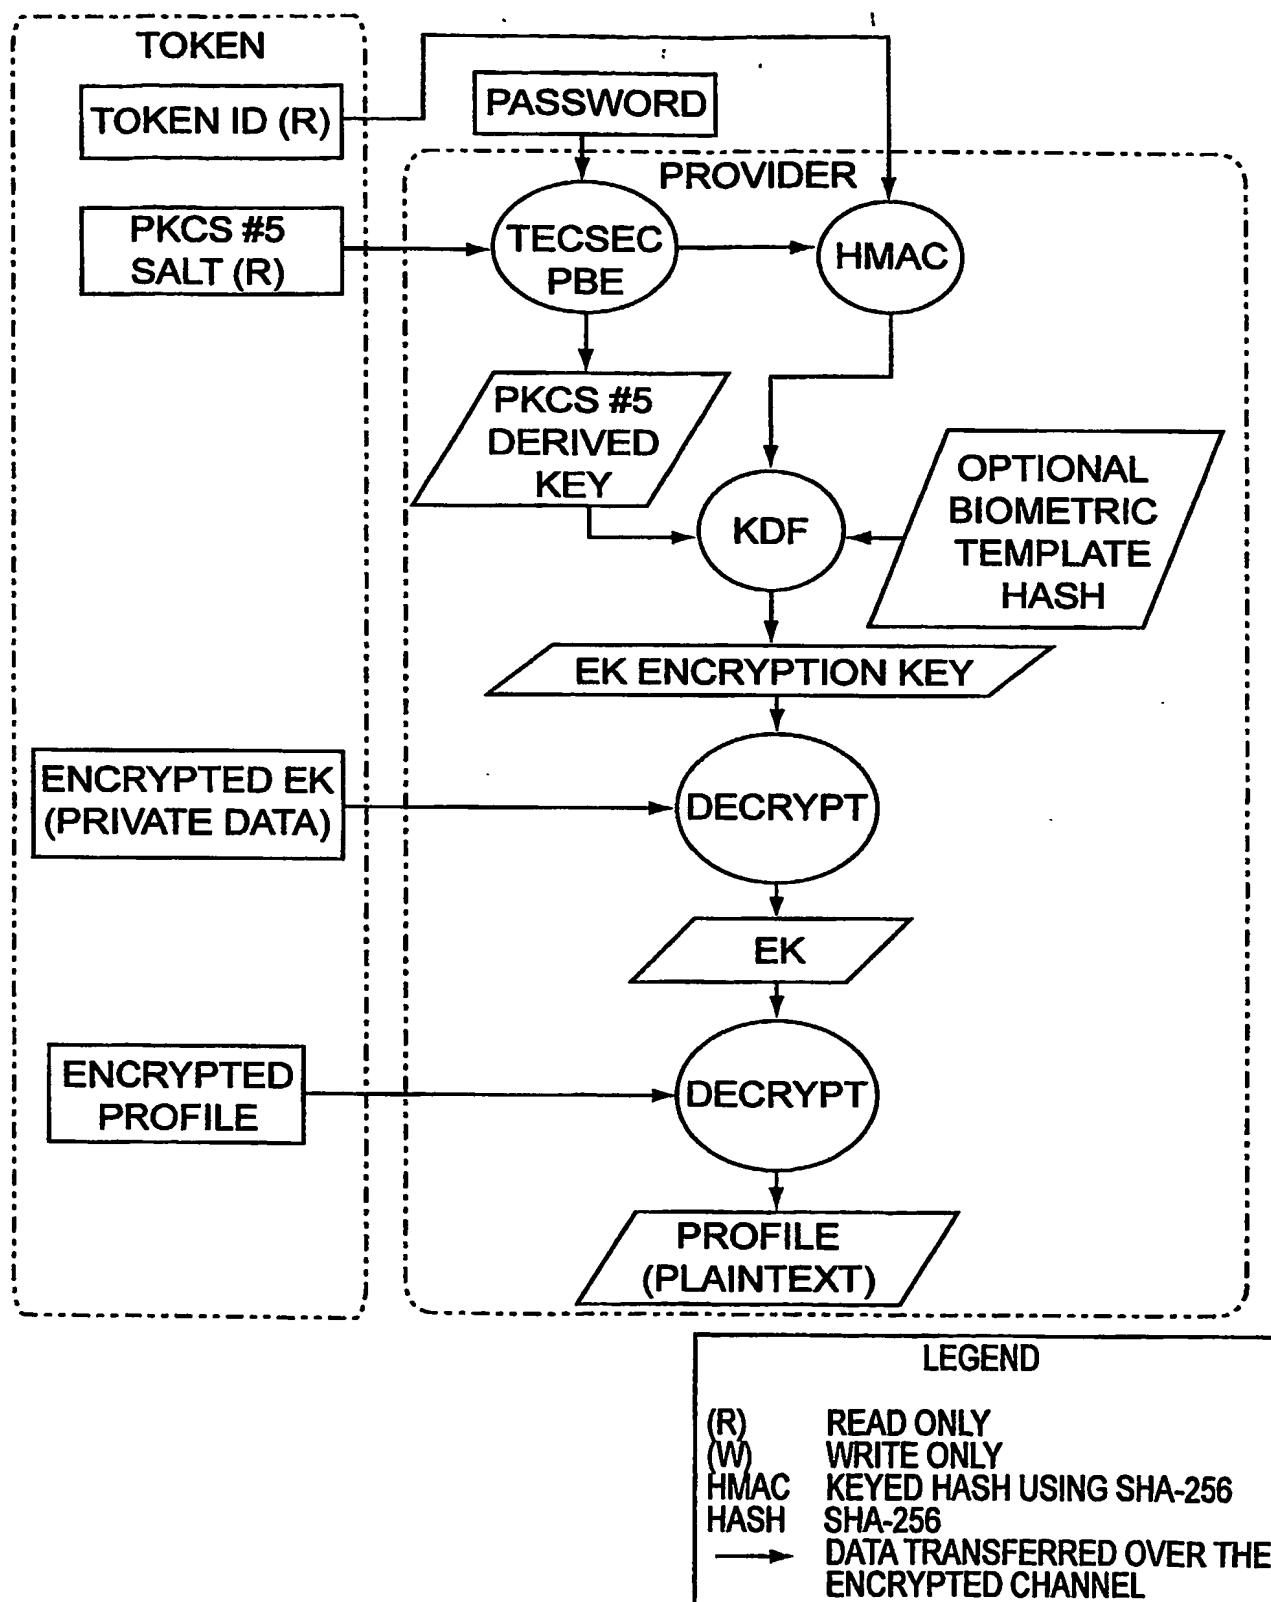 TOKEN
TOKEN ID (R)
PASSWORD
PROVIDER
PKCS #5
SALT (R)
TECSEC
PBE
HMAC
PKCS #5
DERIVED
KEY
OPTIONAL
BIOMETRIC
TEMPLATE
HASH
KDF
EK ENCRYPTION KEY
ENCRYPTED EK
(PRIVATE DATA)
DECRYPT
EK
ENCRYPTED
PROFILE
DECRYPT
PROFILE
(PLAINTEXT)
LEGEND
(R) READ ONLY
(W) WRITE ONLY
HMAC KEYED HASH USING SHA-256
HASH SHA-256
DATA TRANSFERRED OVER THE
ENCRYPTED CHANNEL